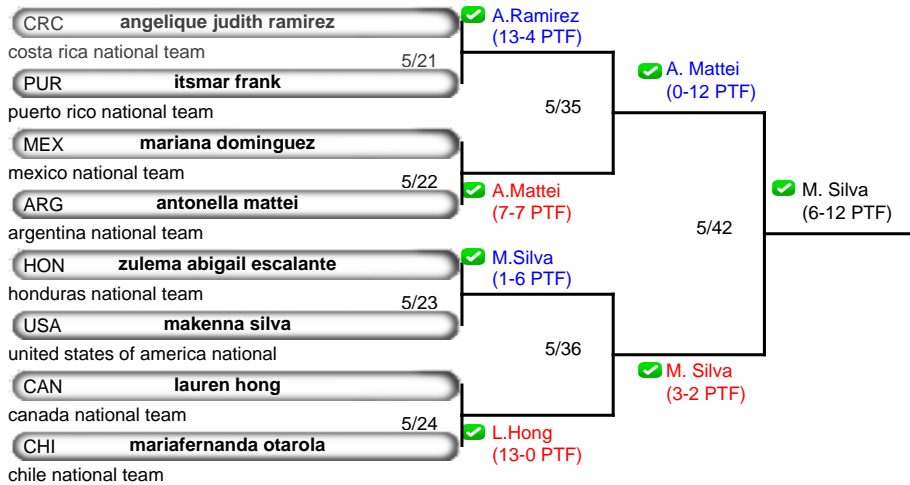 CRC angelique judith ramirez
costa rica national team
5/21
PUR itsmar frank
puerto rico national team
A.Ramirez
(13-4 PTF)
MEX mariana dominguez
mexico national team
5/22
ARG antonella mattei
argentina national team
A.Mattei
(7-7 PTF)
5/35
A. Mattei
(0-12 PTF)
HON zulema abigail escalante
honduras national team
5/23
USA makenna silva
united states of america national
M.Silva
(1-6 PTF)
CAN lauren hong
canada national team
5/24
CHI mariafernanda otarola
chile national team
L.Hong
(13-0 PTF)
5/36
M. Silva
(3-2 PTF)
5/42
M. Silva
(6-12 PTF)